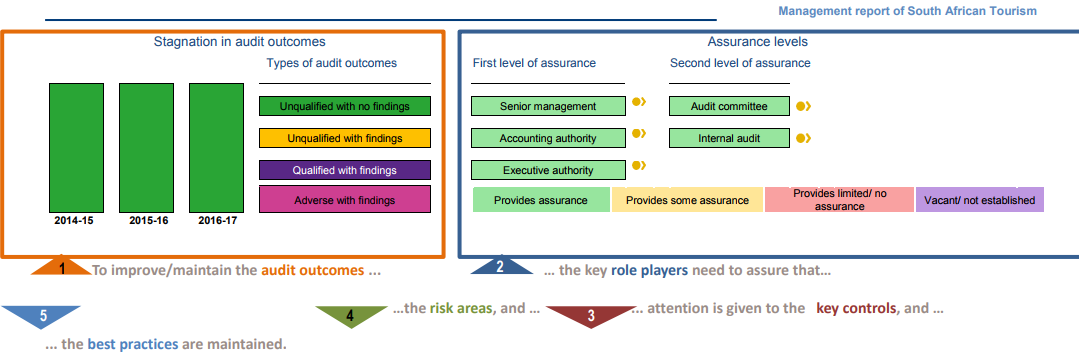 Management report of South African Tourism
Stagnation in audit outcomes
Types of audit outcomes
Unqualified with no findings
Unqualified with findings
Qualified with findings
Adverse with findings
2014-15
2015-16
2016-17
Assurance levels
First level of assurance
Second level of assurance
Senior management
Audit committee
Accounting authority
Internal audit
Executive authority
Provides assurance
Provides some assurance
Provides limited/ no
assurance
Vacant/ not established
1
To improve/maintain the audit outcomes ...
2
... the key role players need to assure that...
3
... attention is given to the key controls, and ...
4
...the risk areas, and ...
5
... the best practices are maintained.